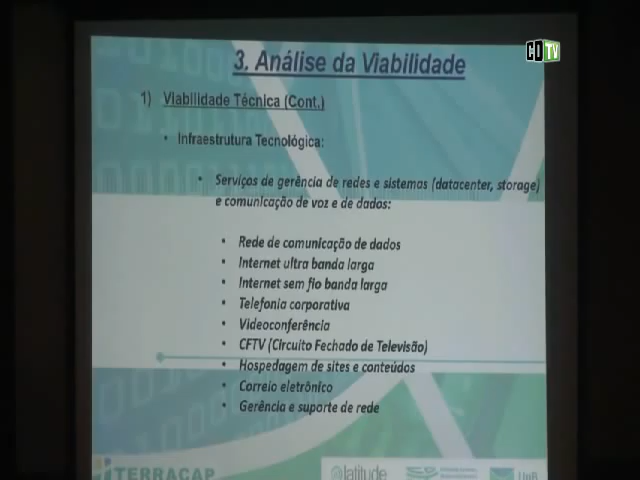 CDTV
3. Análise da Viabilidade
1) Viabilidade Técnica (Cont.)
• Infraestrutura Tecnológica:
• Serviços de gerência de redes e sistemas (datacenter, storage)
e comunicação de voz e de dados:
• Rede de comunicação de dados
• Internet ultra banda larga
• Internet sem fio banda larga
• Telefonia corporativa
• Videoconferência
• CFTV (Circuito Fechado de Televisão)
• Hospedagem de sites e conteúdos
• Correio eletrônico
• Gerência e suporte de rede
TERRACAP
latitude
UnB